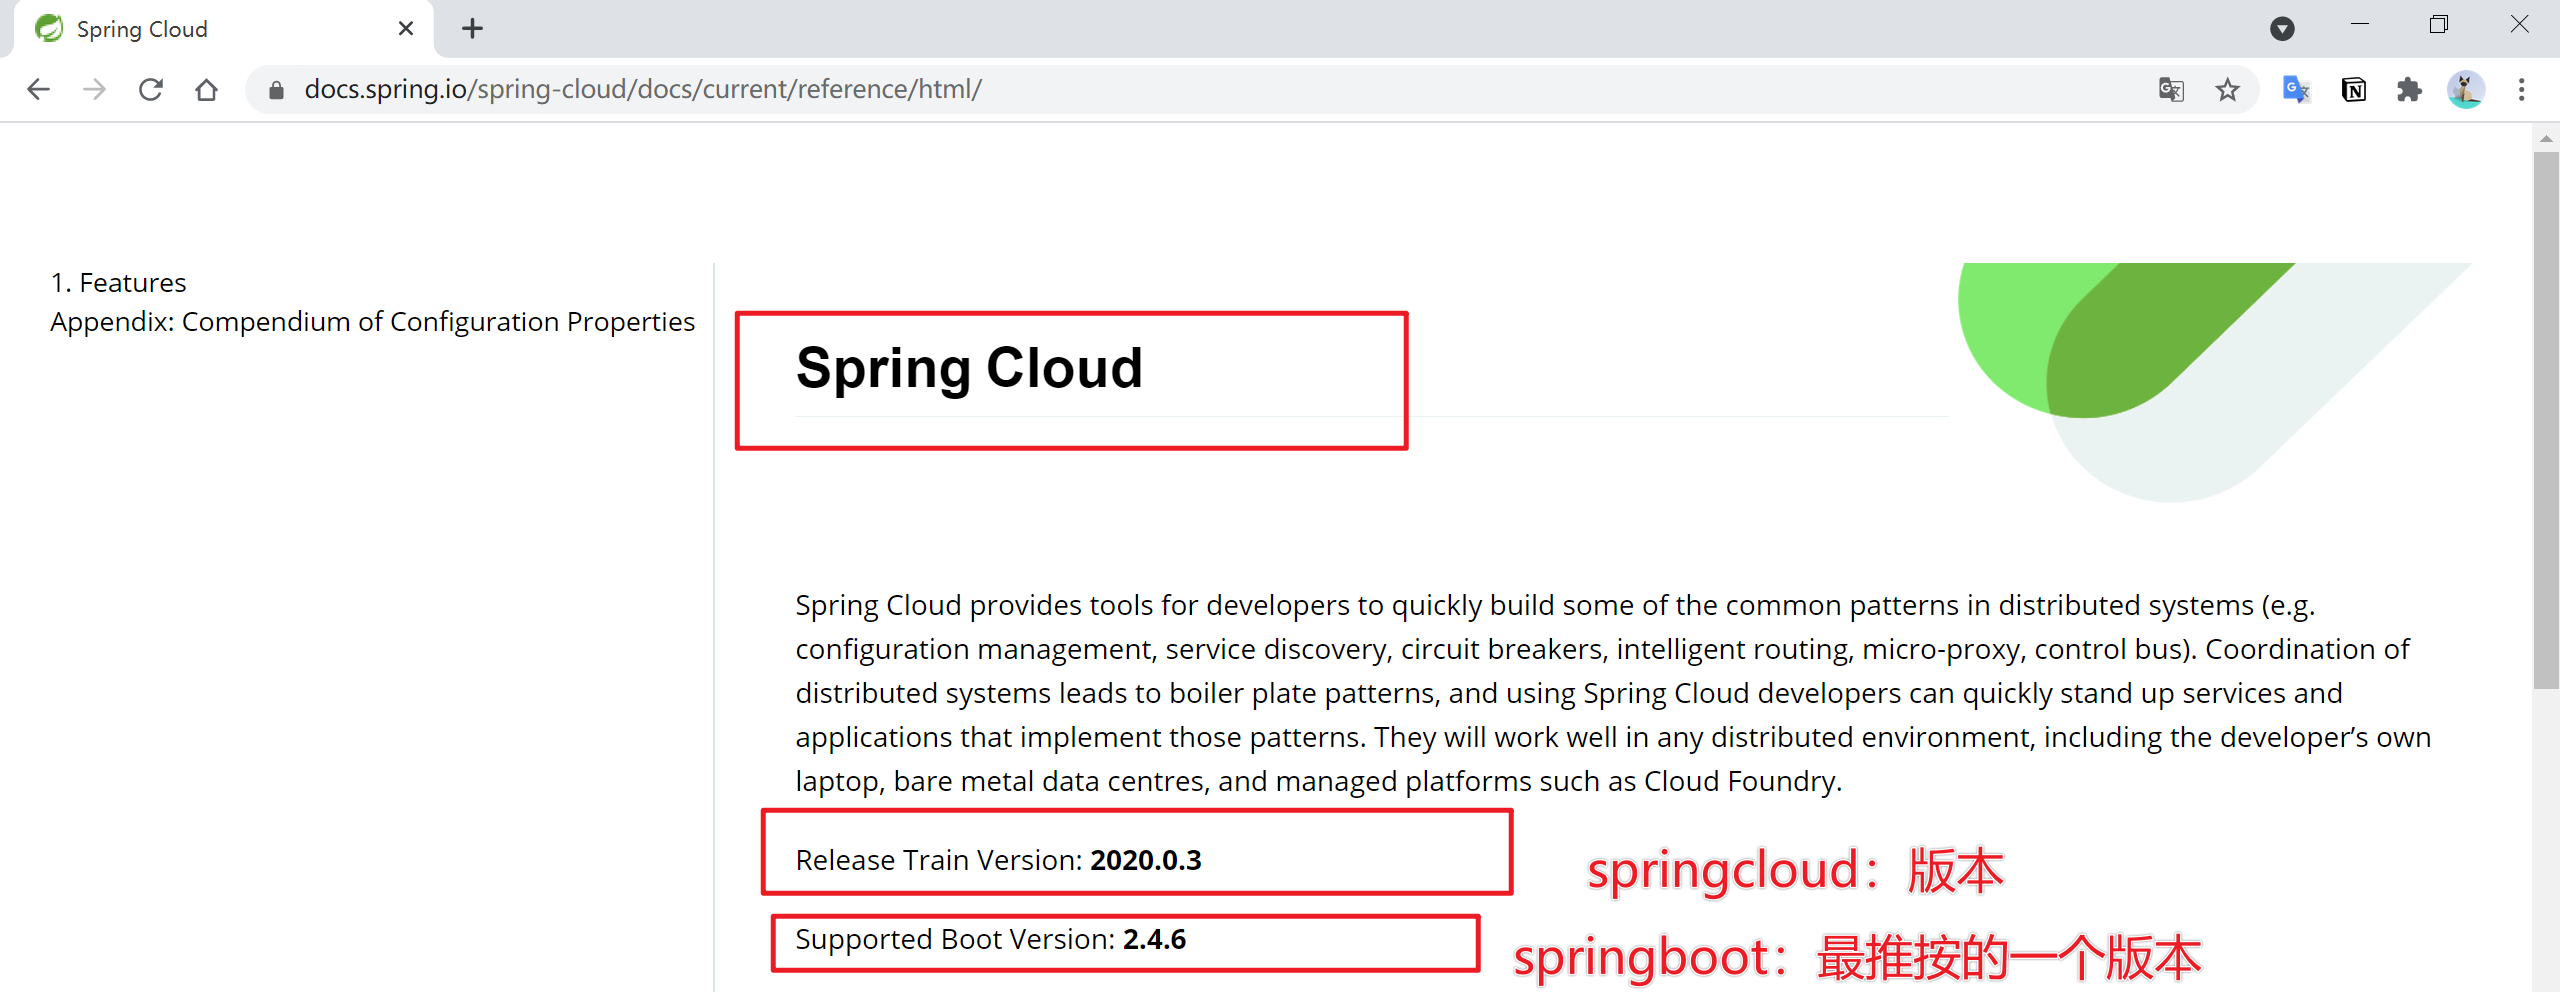 Spring Cloud
docs.spring.io/spring-cloud/docs/current/reference/html/
1. Features
Appendix: Compendium of Configuration Properties
Spring Cloud
Spring Cloud provides tools for developers to quickly build some of the common patterns in distributed systems (e.g.
configuration management, service discovery, circuit breakers, intelligent routing, micro-proxy, control bus). Coordination of
distributed systems leads to boiler plate patterns, and using Spring Cloud developers can quickly stand up services and
applications that implement those patterns. They will work well in any distributed environment, including the developer’s own
laptop, bare metal data centres, and managed platforms such as Cloud Foundry.
Release Train Version: 2020.0.3
springcloud：版本
Supported Boot Version: 2.4.6
springboot：最推按的一个版本